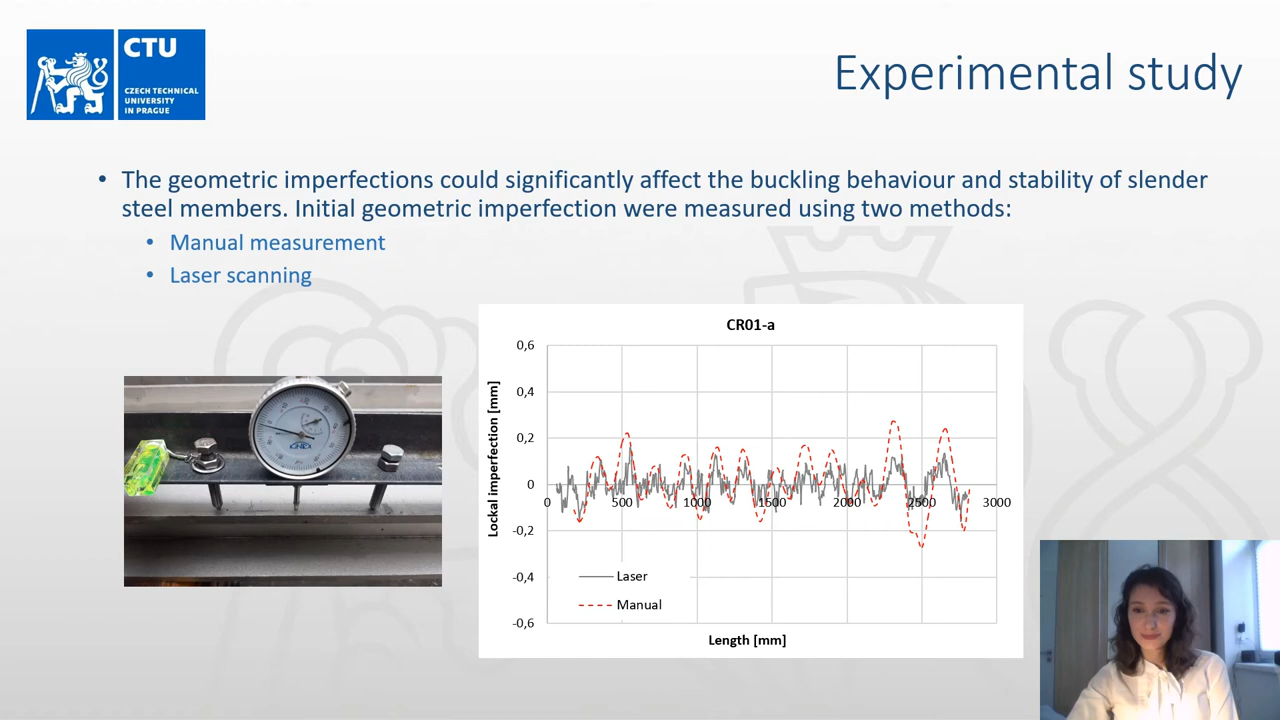 CTU
CZECH TECHNICAL
UNIVERSITY
IN PRAGUE
Experimental study
• The geometric imperfections could significantly affect the buckling behaviour and stability of slender
steel members. Initial geometric imperfection were measured using two methods:
• Manual measurement
• Laser scanning
CR01-a
0,6
0,4
0,2
0
-0,2
-0,4
-0,6
0 500 1000 1500 2000 2500 3000
Lockal imperfection [mm]
Laser
Manual
Length [mm]